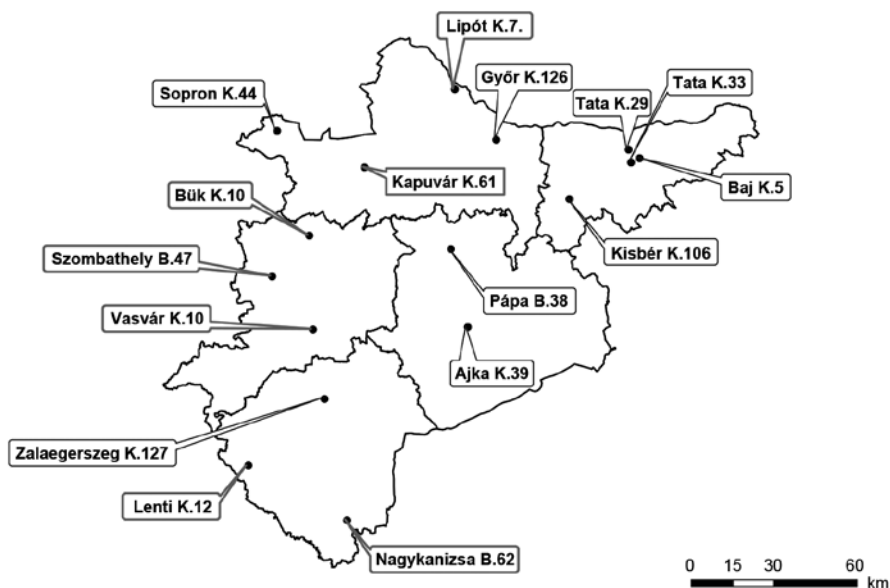 Lipót K.7.
Győr K.126
Tata K.33
Sopron K.44
Tata K.29
Kapuvár K.61
Baj K.5
Bük K.10
Kisbér K.106
Szombathely B.47
Pápa B.38
Vasvár K.10
Ajka K.39
Zalaegerszeg K.127
Lenti K.12
Nagykanizsa B.62
0 15 30 60
km